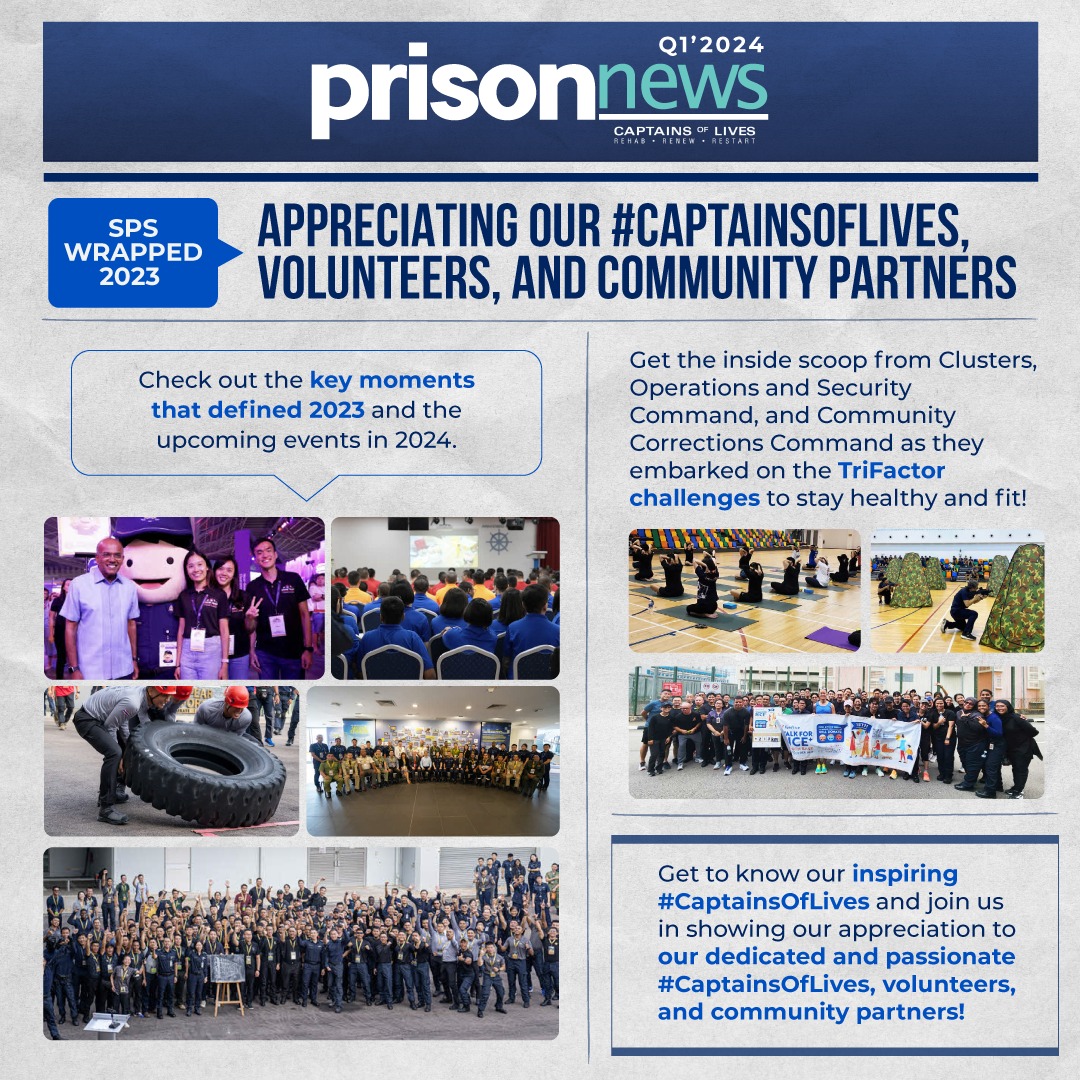 Q1’2024
prisonnews
CAPTAINS OF LIVES
REHAB • RENEW • RESTART
SPS
WRAPPED
2023
APPRECIATING OUR #CAPTAINSOFLIVES,
VOLUNTEERS, AND COMMUNITY PARTNERS
Check out the key moments
that defined 2023 and the
upcoming events in 2024.
Get the inside scoop from Clusters,
Operations and Security
Command, and Community
Corrections Command as they
embarked on the TriFactor
challenges to stay healthy and fit!
Get to know our inspiring
#CaptainsOfLives and join us
in showing our appreciation to
our dedicated and passionate
#CaptainsOfLives, volunteers,
and community partners!